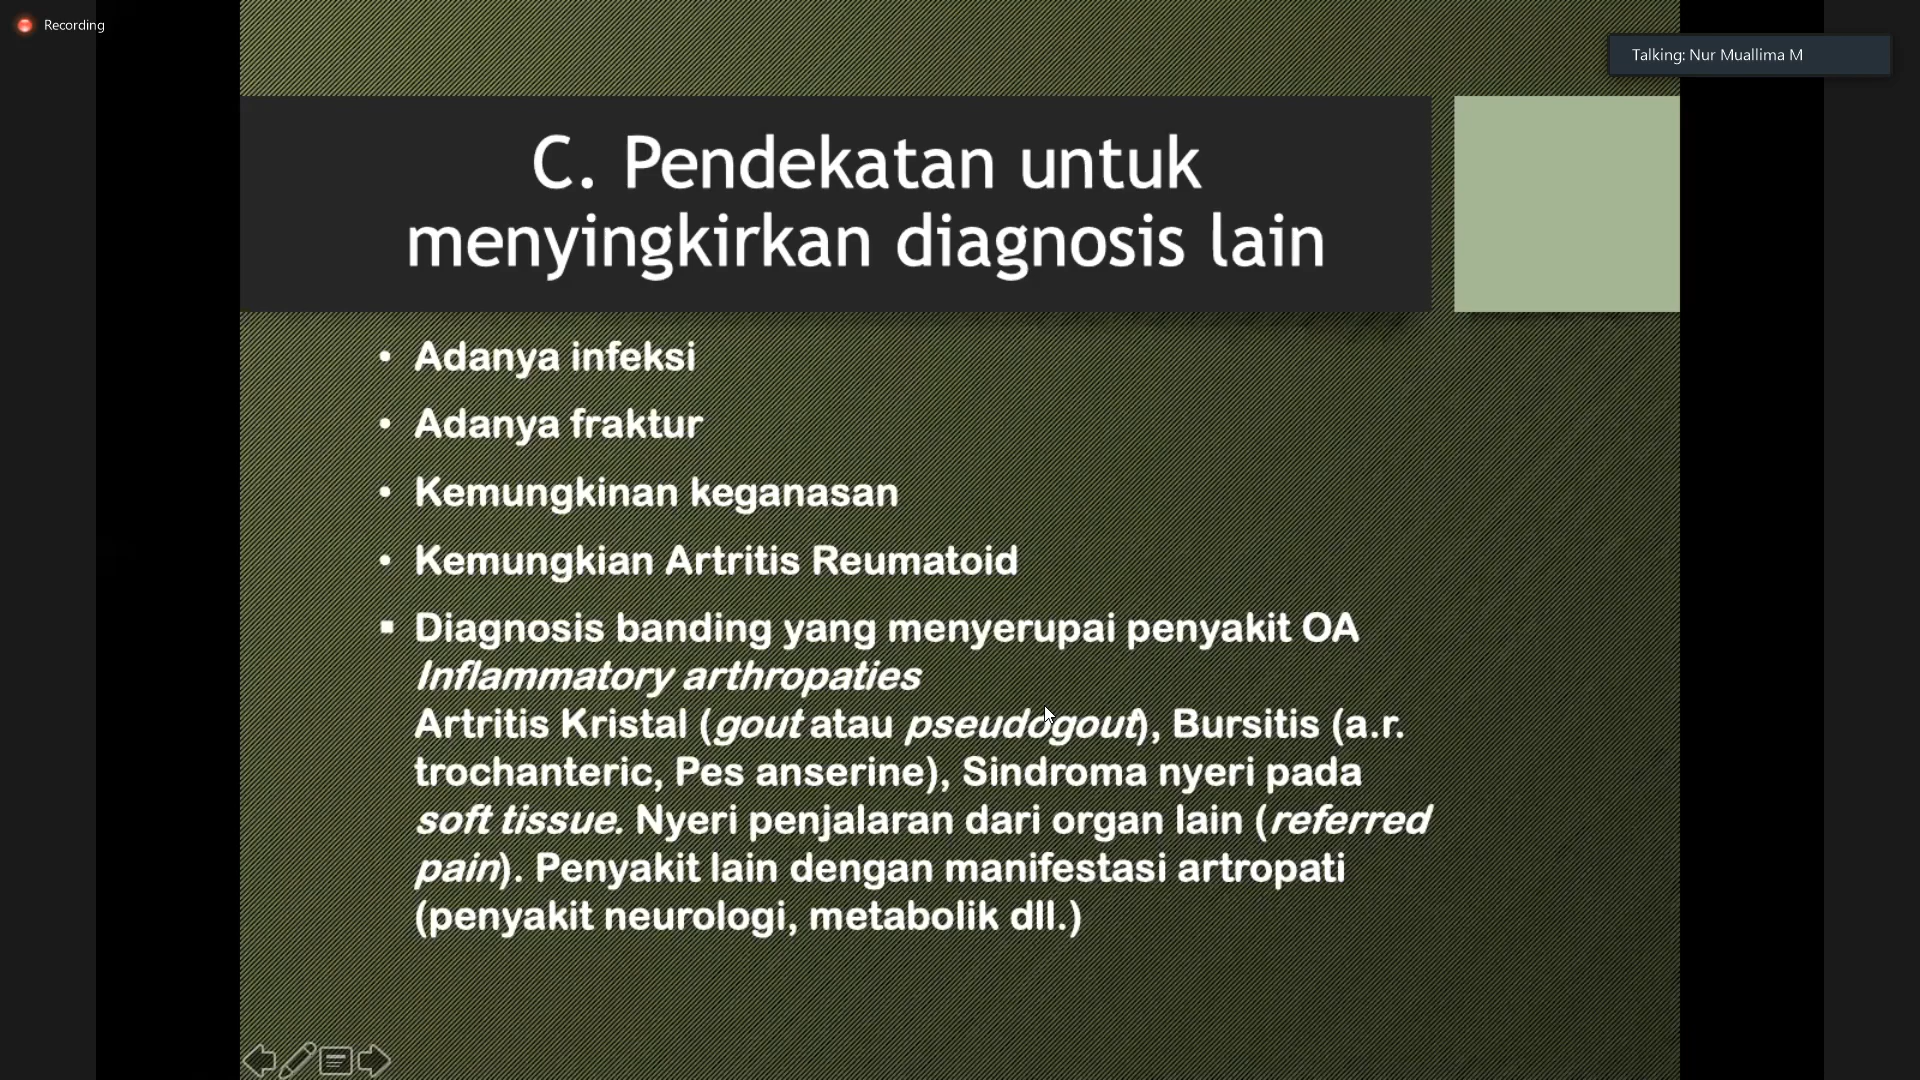 Recording
Talking: Nur Muallima M
C. Pendekatan untuk
menyingkirkan diagnosis lain
• Adanya infeksi
• Adanya fraktur
• Kemungkinan keganasan
• Kemungkian Artritis Reumatoid
▪ Diagnosis banding yang menyerupai penyakit OA
Inflammatory arthropaties
Artritis Kristal (gout atau pseudogout), Bursitis (a.r.
trochanteric, Pes anserine), Sindroma nyeri pada
soft tissue. Nyeri penjalaran dari organ lain (referred
pain). Penyakit lain dengan manifestasi artropati
(penyakit neurologi, metabolik dll.)